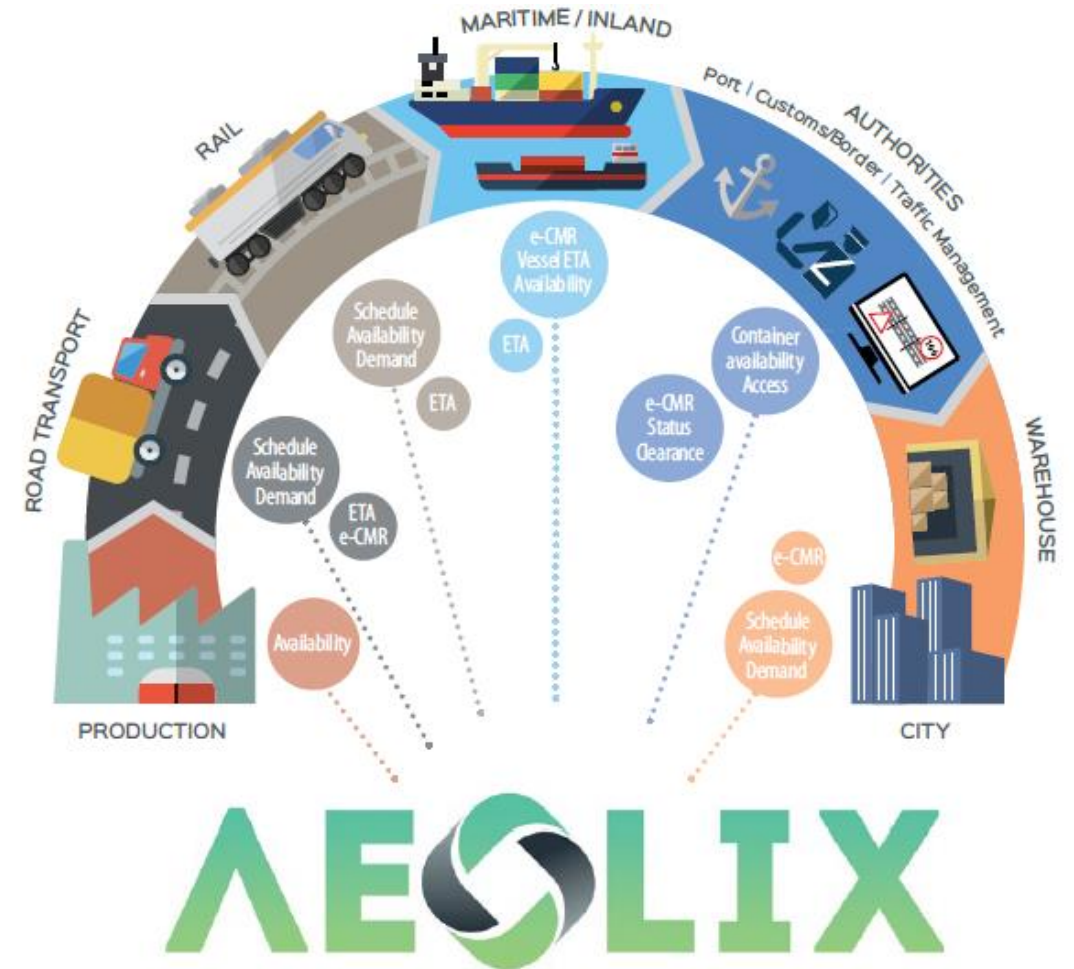 MARITIME / INLAND
RAIL
Port | Customs/Border | Traffic Management
AUTHORITIES
ROAD TRANSPORT
WAREHOUSE
e-CMR
Vessel ETA
Availability
ETA
Schedule
Availability
Demand
ETA
Container
availability
Access
e-CMR
Status
Clearance
Schedule
Availability
Demand
ETA
e-CMR
e-CMR
Availability
Schedule
Availability
Demand
PRODUCTION
CITY
AEOLIX